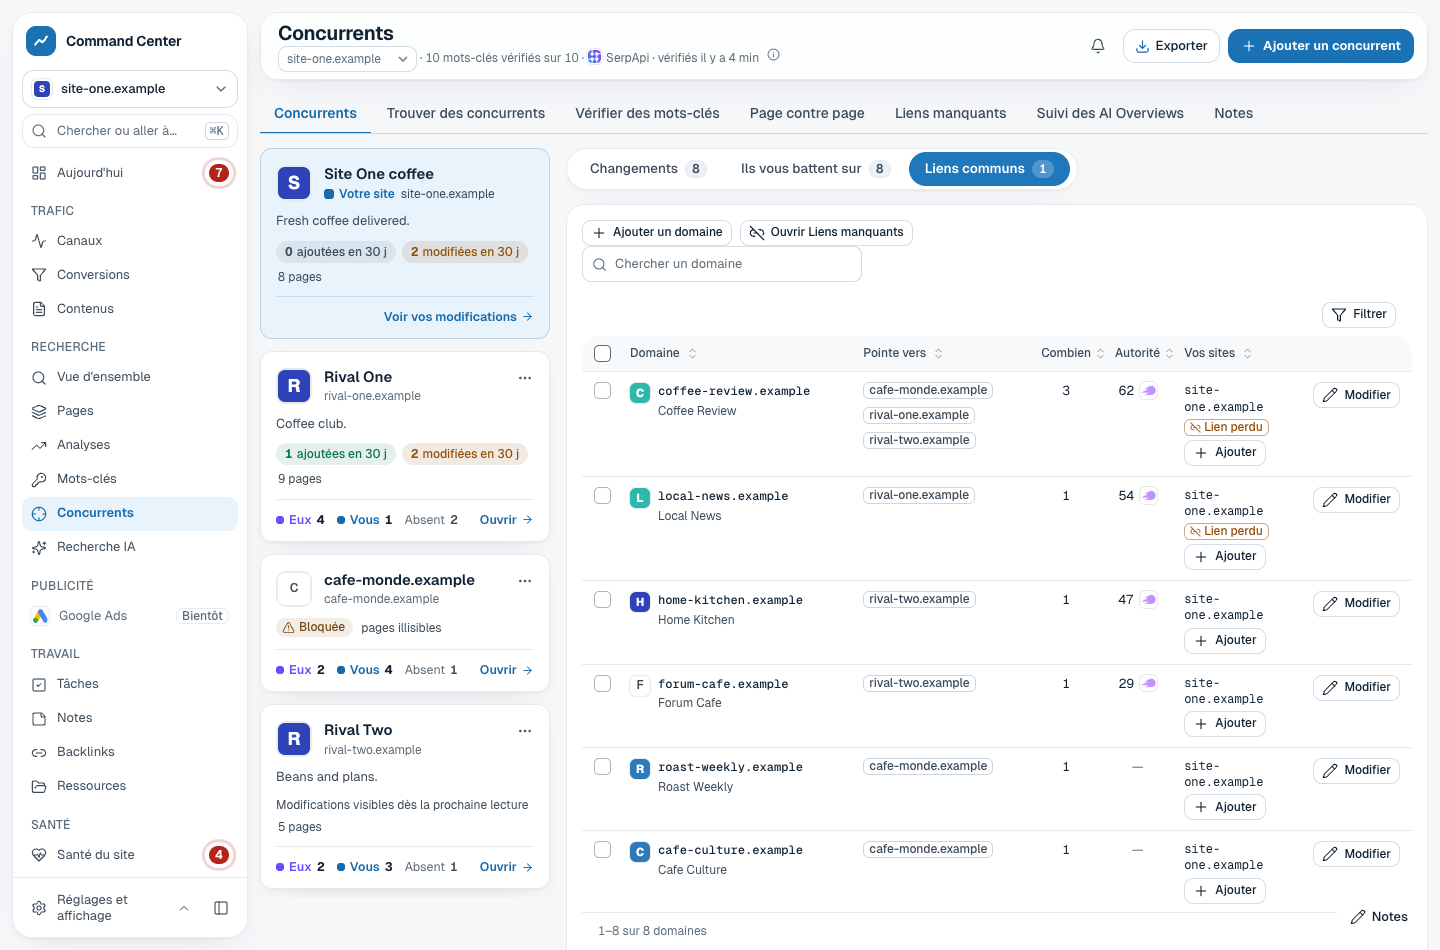 Command Center
S site-one.example
Chercher ou aller à... ⌘K
Aujourd'hui 7
TRAFIC
Canaux
Conversions
Contenus
RECHERCHE
Vue d'ensemble
Pages
Analyses
Mots-clés
Concurrents
Recherche IA
PUBLICITÉ
Google Ads Bientôt
TRAVAIL
Tâches
Notes
Backlinks
Ressources
SANTÉ
Santé du site 4
Réglages et
affichage
Concurrents
site-one.example · 10 mots-clés vérifiés sur 10 · SerpApi · vérifiés il y a 4 min
Exporter
Ajouter un concurrent
Concurrents Trouver des concurrents Vérifier des mots-clés Page contre page Liens manquants Suivi des AI Overviews Notes
S Site One coffee
Votre site site-one.example
Fresh coffee delivered.
0 ajoutées en 30 j 2 modifiées en 30 j
8 pages
Voir vos modifications →
R Rival One ...
rival-one.example
Coffee club.
1 ajoutées en 30 j 2 modifiées en 30 j
9 pages
Eux 4 Vous 1 Absent 2 Ouvrir →
C cafe-monde.example ...
cafe-monde.example
Bloquée pages illisibles
Eux 2 Vous 4 Absent 1 Ouvrir →
R Rival Two ...
rival-two.example
Beans and plans.
Modifications visibles dès la prochaine lecture
5 pages
Eux 2 Vous 3 Absent 1 Ouvrir →
Changements 8 Ils vous battent sur 8 Liens communs 1
Ajouter un domaine Ouvrir Liens manquants
Chercher un domaine
Filtrer
Domaine Pointe vers Combien Autorité Vos sites
C coffee-review.example cafe-monde.example 3 62 site-
one.example Modifier
Coffee Review rival-one.example
Lien perdu
rival-two.example
Ajouter
L local-news.example rival-one.example 1 54 site-
one.example Modifier
Local News
Lien perdu
Ajouter
H home-kitchen.example rival-two.example 1 47 site-
one.example Modifier
Home Kitchen
Ajouter
F forum-cafe.example rival-two.example 1 29 site-
one.example Modifier
Forum Cafe
Ajouter
R roast-weekly.example cafe-monde.example 1 — site-
one.example Modifier
Roast Weekly
Ajouter
C cafe-culture.example cafe-monde.example 1 — site-
one.example Modifier
Cafe Culture
Ajouter
1–8 sur 8 domaines
Notes